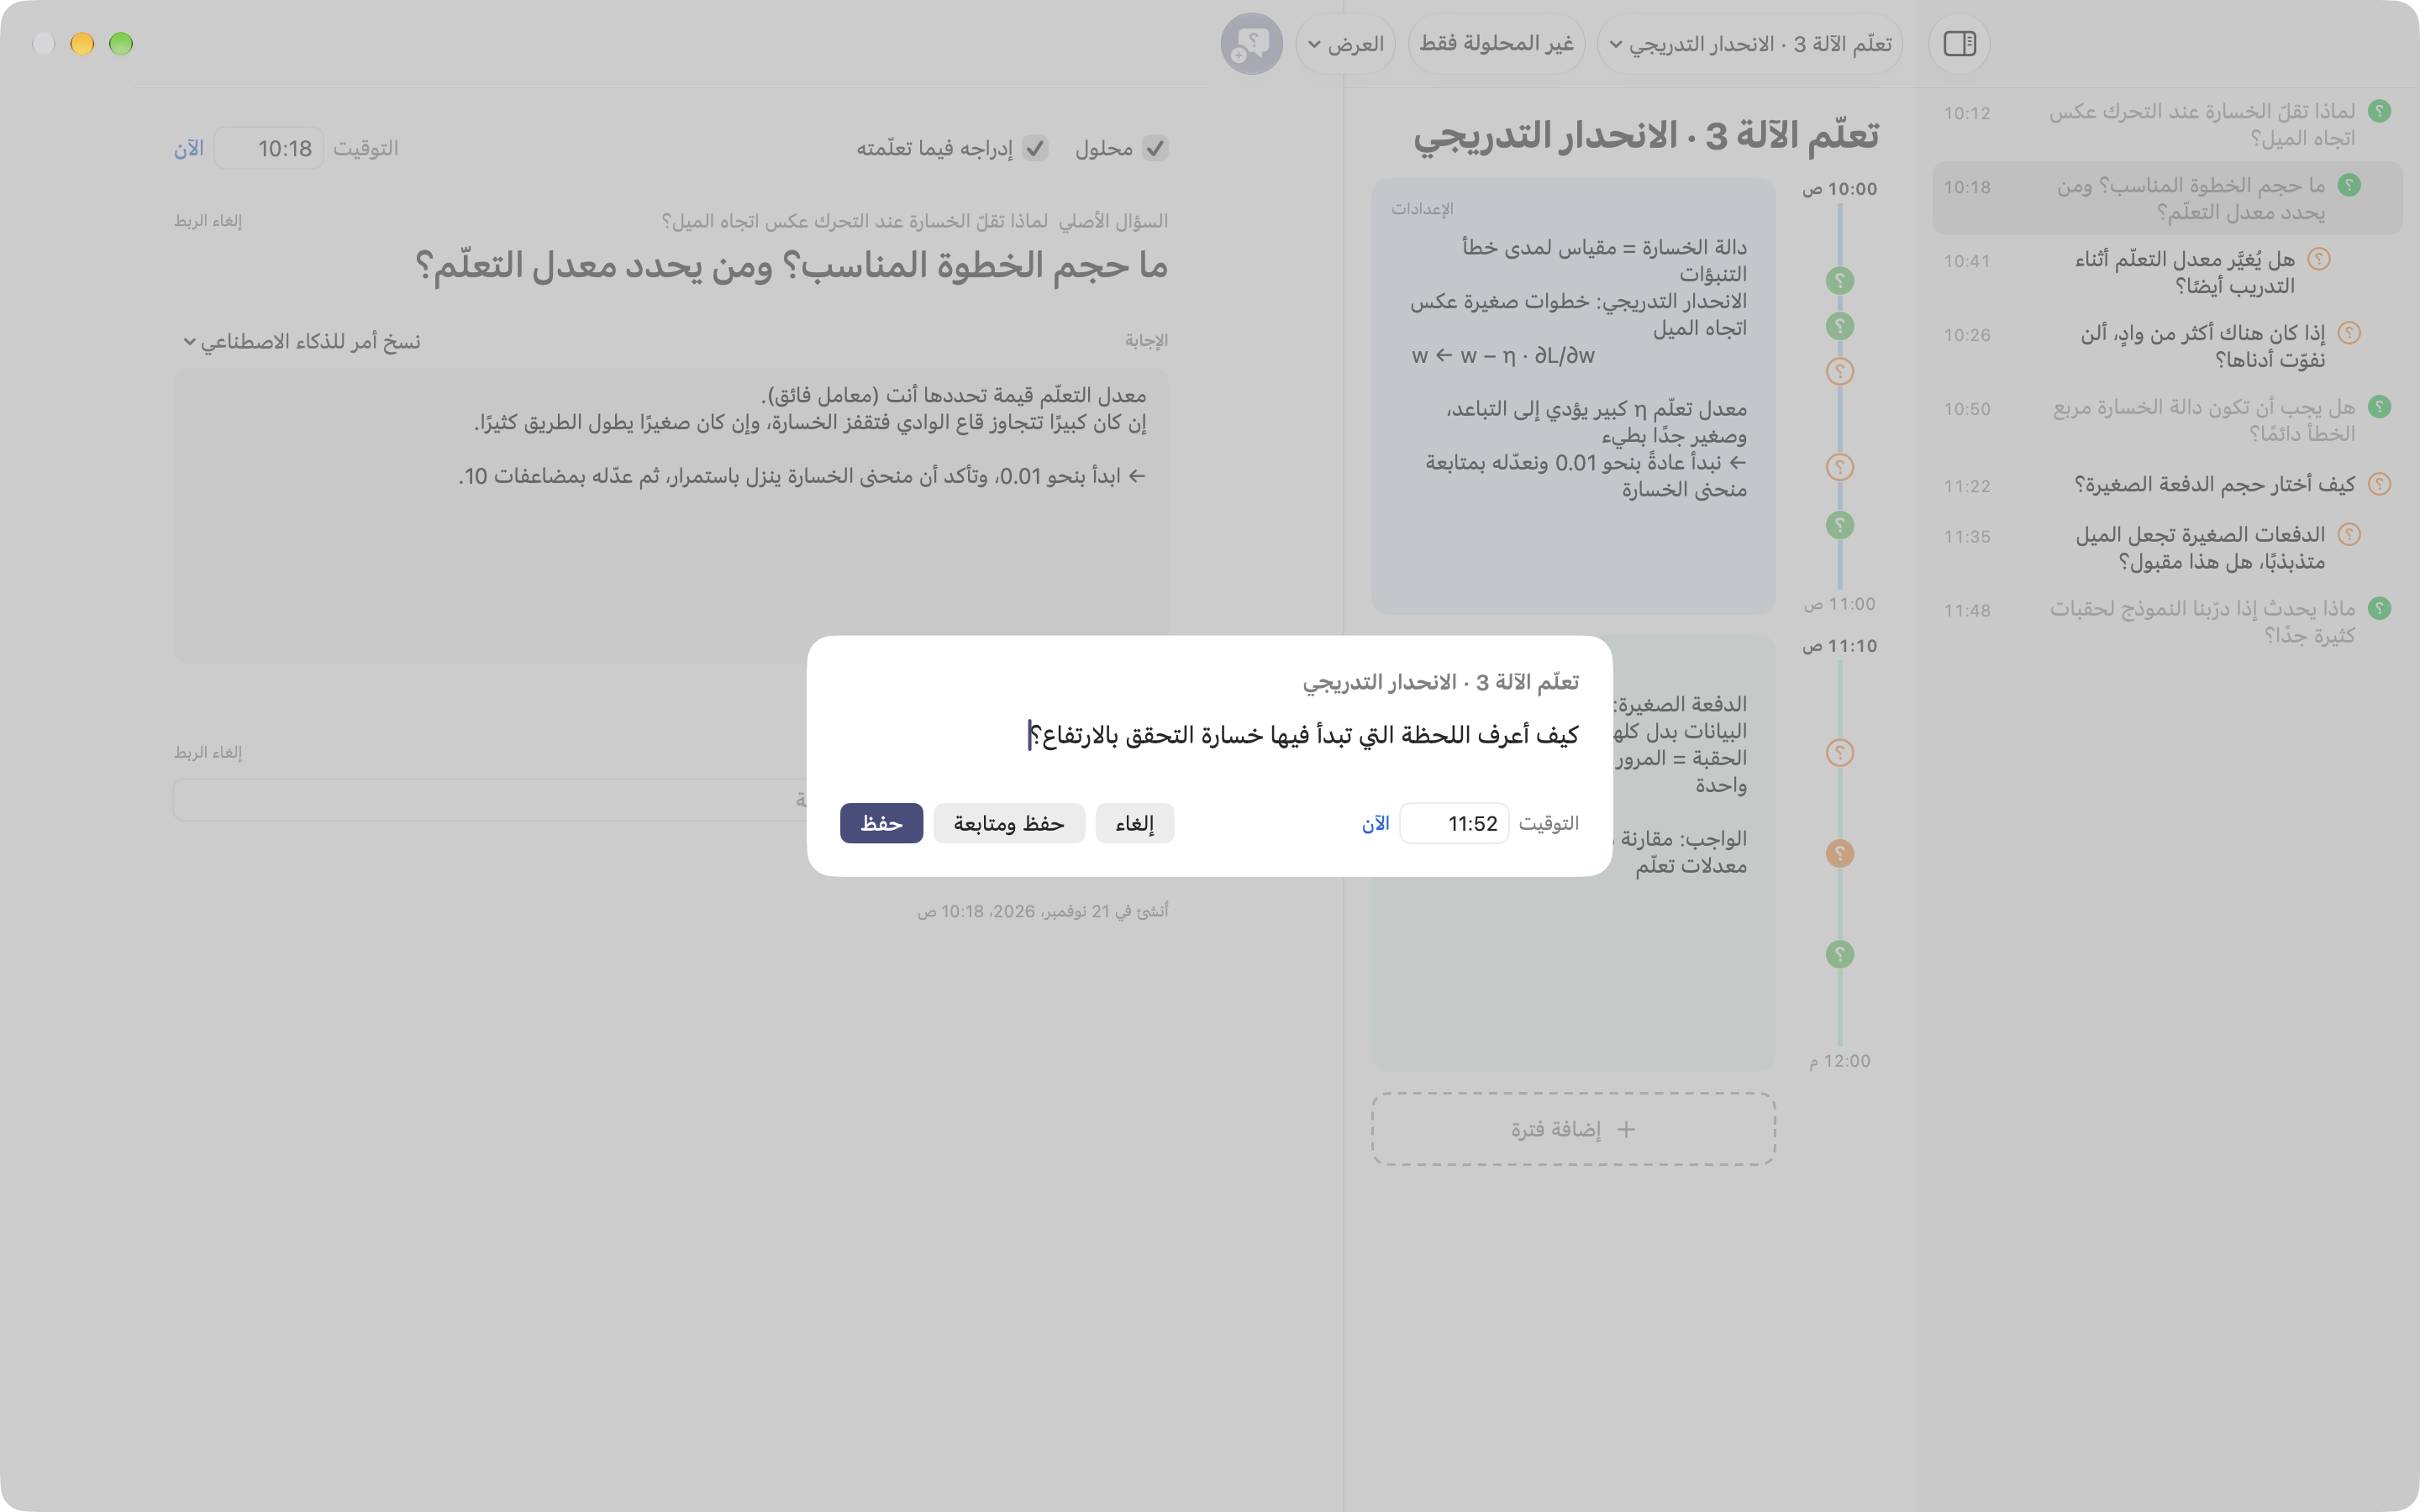 تعلّم الآلة 3 · الانحدار التدريجي
غير المحلولة فقط
العرض
لماذا تقلّ الخسارة عند التحرك عكس
اتجاه الميل؟
10:12
ما حجم الخطوة المناسب؟ ومن
يحدد معدل التعلّم؟
10:18
هل يُغيَّر معدل التعلّم أثناء
التدريب أيضًا؟
10:41
إذا كان هناك أكثر من وادٍ، ألن
نفوّت أدناها؟
10:26
هل يجب أن تكون دالة الخسارة مربع
الخطأ دائمًا؟
10:50
كيف أختار حجم الدفعة الصغيرة؟
11:22
الدفعات الصغيرة تجعل الميل
متذبذبًا، هل هذا مقبول؟
11:35
ماذا يحدث إذا درّبنا النموذج لحقبات
كثيرة جدًا؟
11:48
تعلّم الآلة 3 · الانحدار التدريجي
10:00 ص
الإعدادات
دالة الخسارة = مقياس لمدى خطأ
التنبؤات
الانحدار التدريجي: خطوات صغيرة عكس
اتجاه الميل
w ← w − η · ∂L/∂w
معدل تعلّم η كبير يؤدي إلى التباعد،
وصغير جدًا بطيء
← نبدأ عادةً بنحو 0.01 ونعدّله بمتابعة
منحنى الخسارة
11:00 ص
11:10 ص
الدفعة الصغيرة:
البيانات بدل كلها
الحقبة = المرور
واحدة
الواجب: مقارنة
معدلات تعلّم
12:00 م
إضافة فترة
محلول
إدراجه فيما تعلّمته
التوقيت
10:18
الآن
السؤال الأصلي لماذا تقلّ الخسارة عند التحرك عكس اتجاه الميل؟
إلغاء الربط
ما حجم الخطوة المناسب؟ ومن يحدد معدل التعلّم؟
الإجابة
نسخ أمر للذكاء الاصطناعي
معدل التعلّم قيمة تحددها أنت (معامل فائق).
إن كان كبيرًا تتجاوز قاع الوادي فتقفز الخسارة، وإن كان صغيرًا يطول الطريق كثيرًا.
← ابدأ بنحو 0.01، وتأكد أن منحنى الخسارة ينزل باستمرار، ثم عدّله بمضاعفات 10.
إلغاء الربط
أنشئ في 21 نوفمبر، 2026، 10:18 ص
تعلّم الآلة 3 · الانحدار التدريجي
كيف أعرف اللحظة التي تبدأ فيها خسارة التحقق بالارتفاع؟
التوقيت
11:52
الآن
إلغاء
حفظ ومتابعة
حفظ